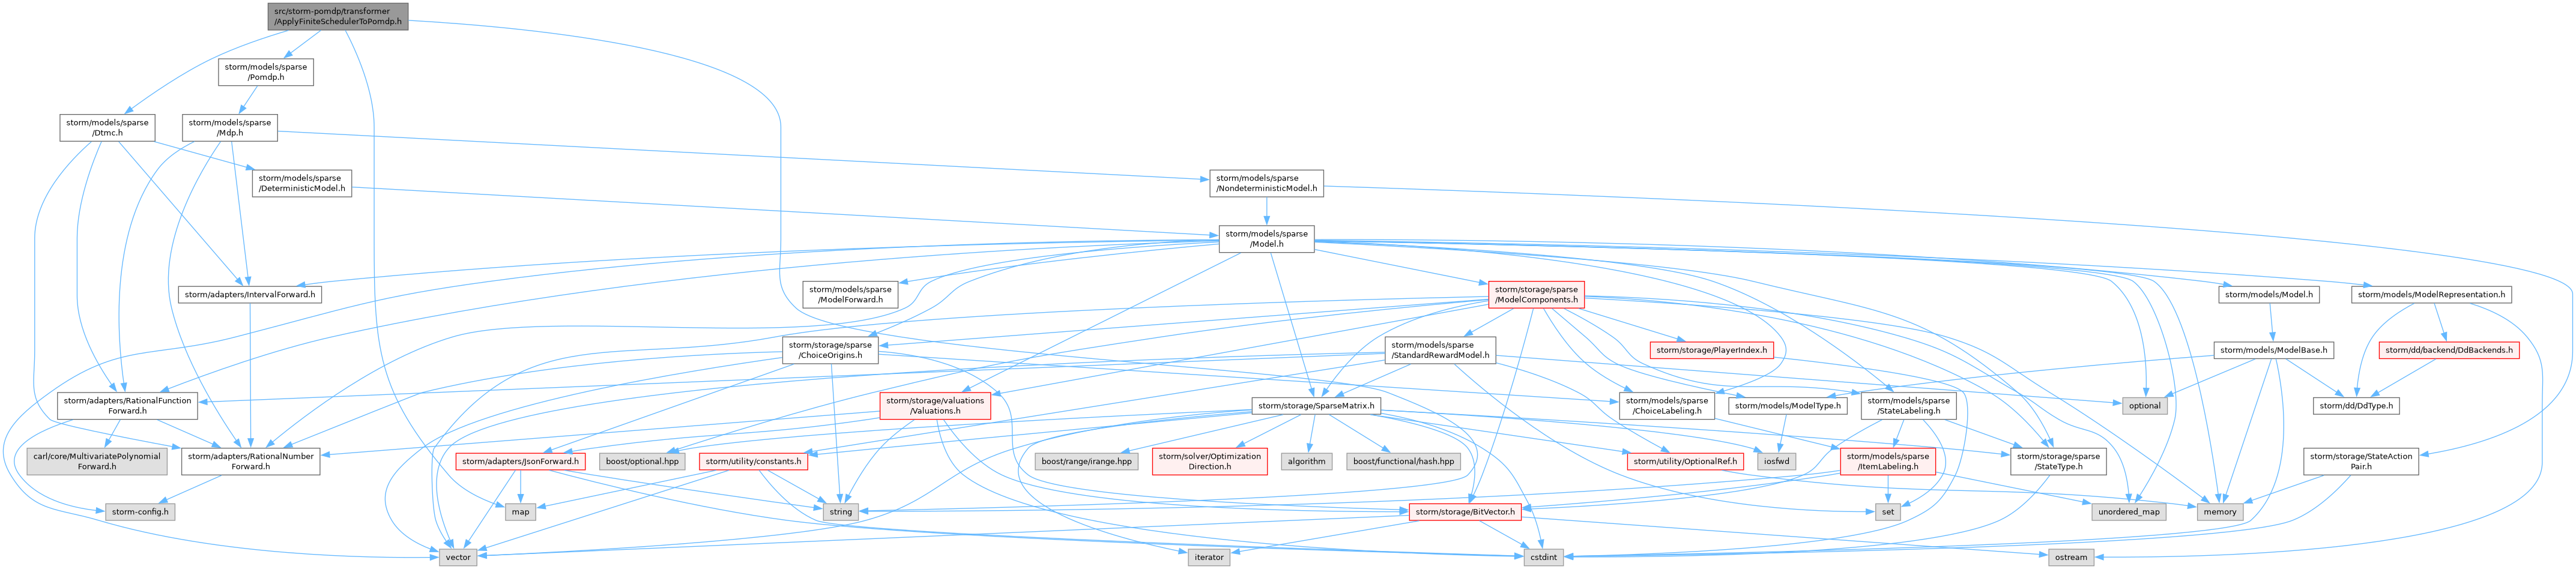 src/storm-pomdp/transformer
/ApplyFiniteSchedulerToPomdp.h
storm/models/sparse
/Pomdp.h
storm/models/sparse
/Dtmc.h
storm/models/sparse
/Mdp.h
storm/models/sparse
/DeterministicModel.h
storm/models/sparse
/NondeterministicModel.h
storm/models/sparse
/Model.h
storm/adapters/IntervalForward.h
storm/models/sparse
/ModelForward.h
storm/storage/sparse
/ModelComponents.h
storm/models/Model.h
storm/models/ModelRepresentation.h
storm/storage/sparse
/ChoiceOrigins.h
storm/models/sparse
/StandardRewardModel.h
storm/storage/PlayerIndex.h
storm/models/ModelBase.h
storm/dd/backend/DdBackends.h
storm/adapters/RationalFunction
Forward.h
storm/storage/valuations
/Valuations.h
storm/storage/SparseMatrix.h
storm/models/sparse
/ChoiceLabeling.h
storm/models/ModelType.h
storm/models/sparse
/StateLabeling.h
optional
storm/dd/DdType.h
carl/core/MultivariatePolynomial
Forward.h
storm/adapters/RationalNumber
Forward.h
storm/adapters/JsonForward.h
boost/optional.hpp
storm/utility/constants.h
boost/range/irange.hpp
storm/solver/Optimization
Direction.h
algorithm
boost/functional/hash.hpp
storm/utility/OptionalRef.h
iosfwd
storm/models/sparse
/ItemLabeling.h
storm/storage/sparse
/StateType.h
storm/storage/StateAction
Pair.h
storm-config.h
map
string
storm/storage/BitVector.h
set
unordered_map
memory
vector
iterator
cstdint
ostream